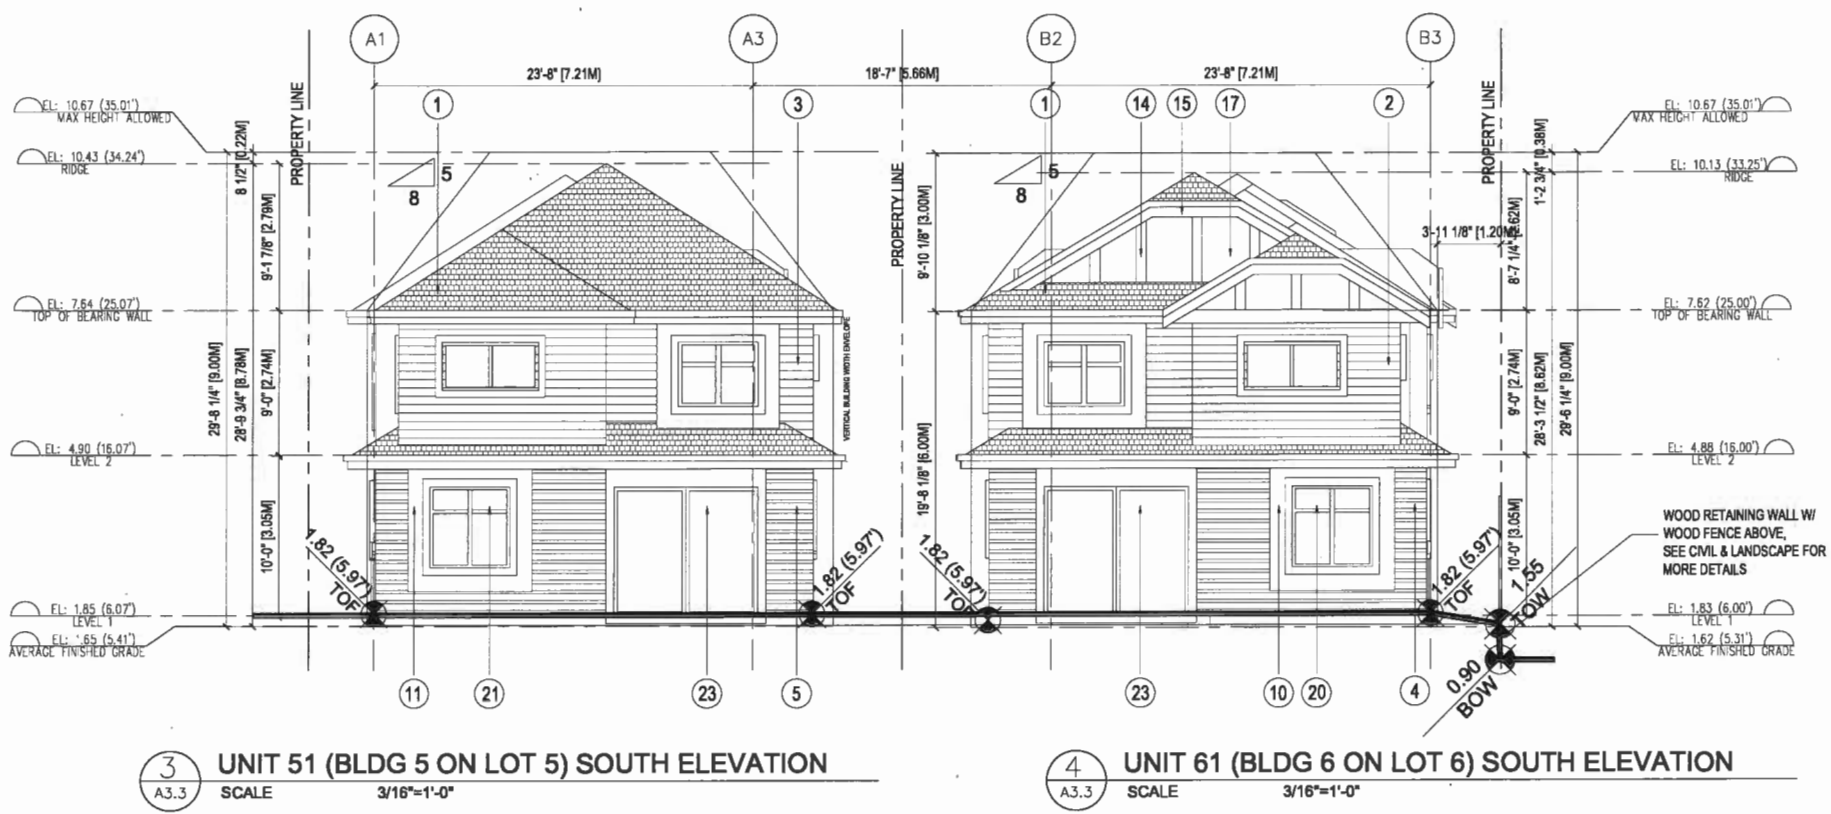 A1
A3
B2
B3
23'-8" [7.21M]
18'-7" [5.66M]
23'-8" [7.21M]
PROPERTY LINE
PROPERTY LINE
PROPERTY LINE
1
3
1
14
15
17
2
EL: 10.67 (35.01')
MAX HEIGHT ALLOWED
EL: 10.43 (34.24')
RIDGE
EL: 7.64 (25.07')
TOP OF BEARING WALL
EL: 4.90 (16.07')
LEVEL 2
EL: 1.85 (6.07')
LEVEL 1
EL: 1.65 (5.41')
AVERAGE FINISHED GRADE
8 1/2" [0.22M]
9'-1 7/8" [2.79M]
9'-0" [2.74M]
10'-0" [3.05M]
29'-8 1/4" [9.00M]
28'-9 3/4" [8.78M]
5
8
VERTICAL BUILDING WIDTH ENVELOPE
1.82 (5.97')
TOF
1.82 (5.97')
TOF
11
21
23
5
9'-10 1/8" [3.00M]
19'-8 1/8" [6.00M]
5
8
1.82 (5.97')
TOF
1.82 (5.97')
TOF
1.55
TOW
0.90
BOW
23
10
20
4
3'-11 1/8" [1.20M]
1'-2 3/4" [0.38M]
8'-7 1/4" [2.62M]
9'-0" [2.74M]
10'-0" [3.05M]
28'-3 1/2" [8.62M]
29'-6 1/4" [9.00M]
EL: 10.67 (35.01')
MAX HEIGHT ALLOWED
EL: 10.13 (33.25')
RIDGE
EL: 7.62 (25.00')
TOP OF BEARING WALL
EL: 4.88 (16.00')
LEVEL 2
WOOD RETAINING WALL W/
WOOD FENCE ABOVE,
SEE CIVIL & LANDSCAPE FOR
MORE DETAILS
EL: 1.83 (6.00')
LEVEL 1
EL: 1.62 (5.31')
AVERAGE FINISHED GRADE
3
A3.3
UNIT 51 (BLDG 5 ON LOT 5) SOUTH ELEVATION
SCALE 3/16"=1'-0"
4
A3.3
UNIT 61 (BLDG 6 ON LOT 6) SOUTH ELEVATION
SCALE 3/16"=1'-0"